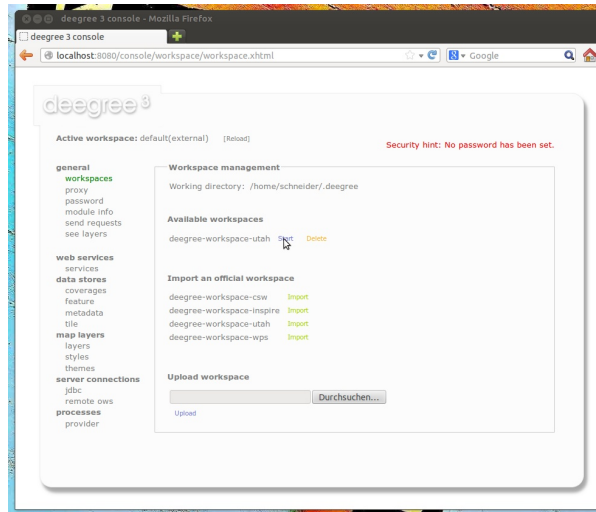 deegree 3 console - Mozilla Firefox
deegree 3 console
localhost:8080/console/workspace/workspace.xhtml
Google
deegree 3
Active workspace: default(external) [Reload]
Security hint: No password has been set.
general
workspaces
proxy
password
module info
send requests
see layers
web services
services
data stores
coverages
feature
metadata
tile
map layers
layers
styles
themes
server connections
jdbc
remote ows
processes
provider
Workspace management
Working directory: /home/schneider/.deegree
Available workspaces
deegree-workspace-utah Start Delete
Import an official workspace
deegree-workspace-csw Import
deegree-workspace-inspire Import
deegree-workspace-utah Import
deegree-workspace-wps Import
Upload workspace
Durchsuchen...
Upload